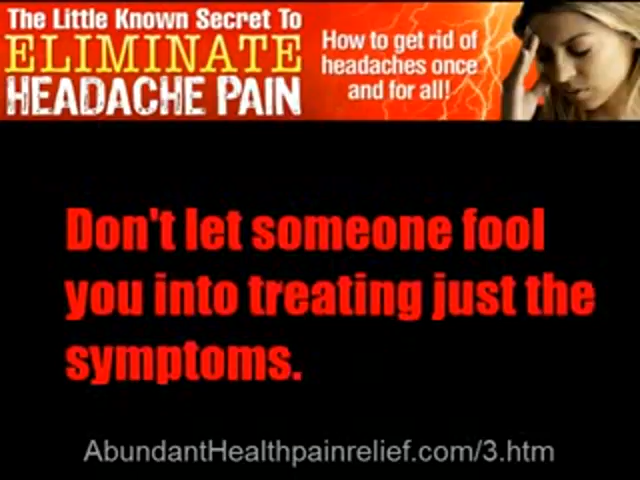 The Little Known Secret To
ELIMINATE
HEADACHE PAIN
How to get rid of
headaches once
and for all!
Don't let someone fool
you into treating just the
symptoms.
AbundantHealthpainrelief.com/3.htm